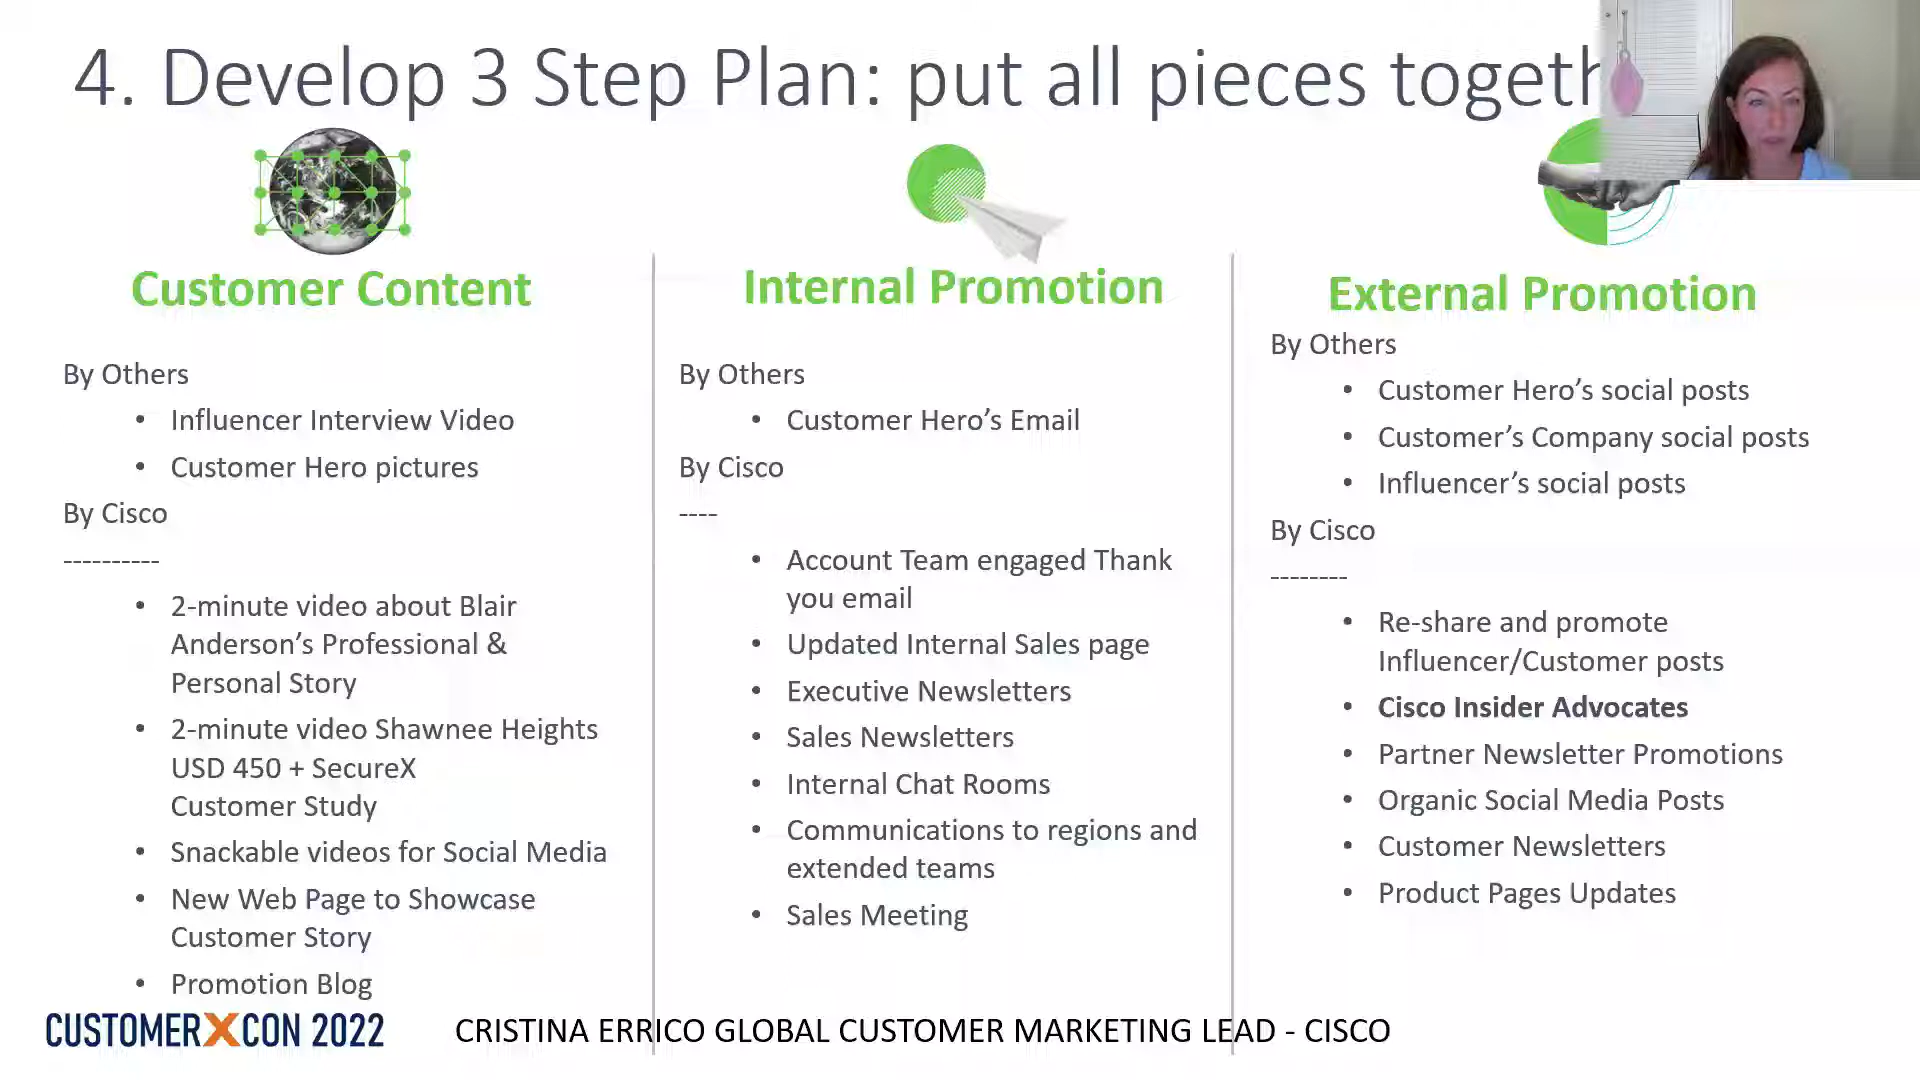 4. Develop 3 Step Plan: put all pieces togeth
Customer Content
By Others
• Influencer Interview Video
• Customer Hero pictures
By Cisco
----------
• 2-minute video about Blair
Anderson’s Professional &
Personal Story
• 2-minute video Shawnee Heights
USD 450 + SecureX
Customer Study
• Snackable videos for Social Media
• New Web Page to Showcase
Customer Story
• Promotion Blog
Internal Promotion
By Others
• Customer Hero’s Email
By Cisco
----
• Account Team engaged Thank
you email
• Updated Internal Sales page
• Executive Newsletters
• Sales Newsletters
• Internal Chat Rooms
• Communications to regions and
extended teams
• Sales Meeting
External Promotion
By Others
• Customer Hero’s social posts
• Customer’s Company social posts
• Influencer’s social posts
By Cisco
--------
• Re-share and promote
Influencer/Customer posts
• Cisco Insider Advocates
• Partner Newsletter Promotions
• Organic Social Media Posts
• Customer Newsletters
• Product Pages Updates
CUSTOMERXCON 2022
CRISTINA ERRICO GLOBAL CUSTOMER MARKETING LEAD - CISCO